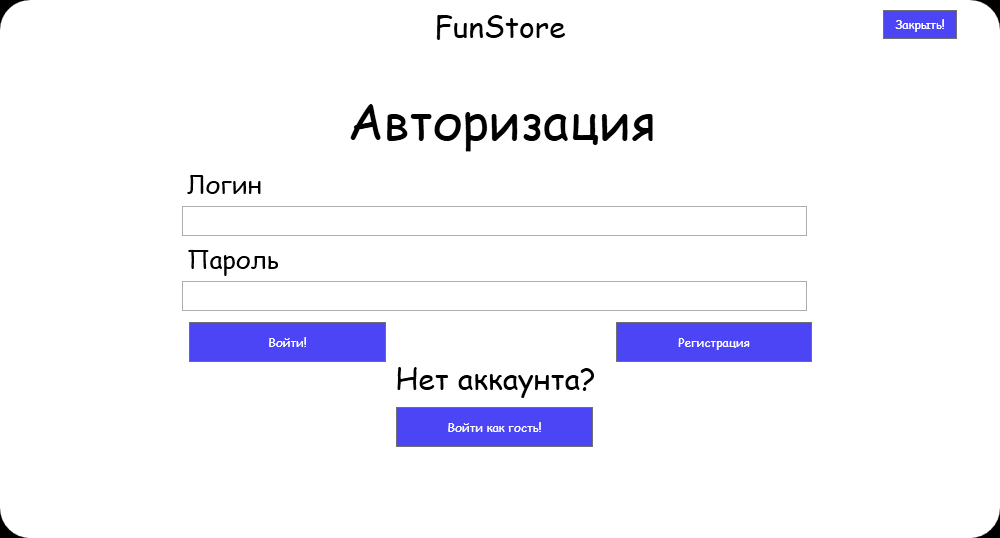 FunStore
Закрыть!
Авторизация
Логин
Пароль
Войти!
Регистрация
Нет аккаунта?
Войти как гость!